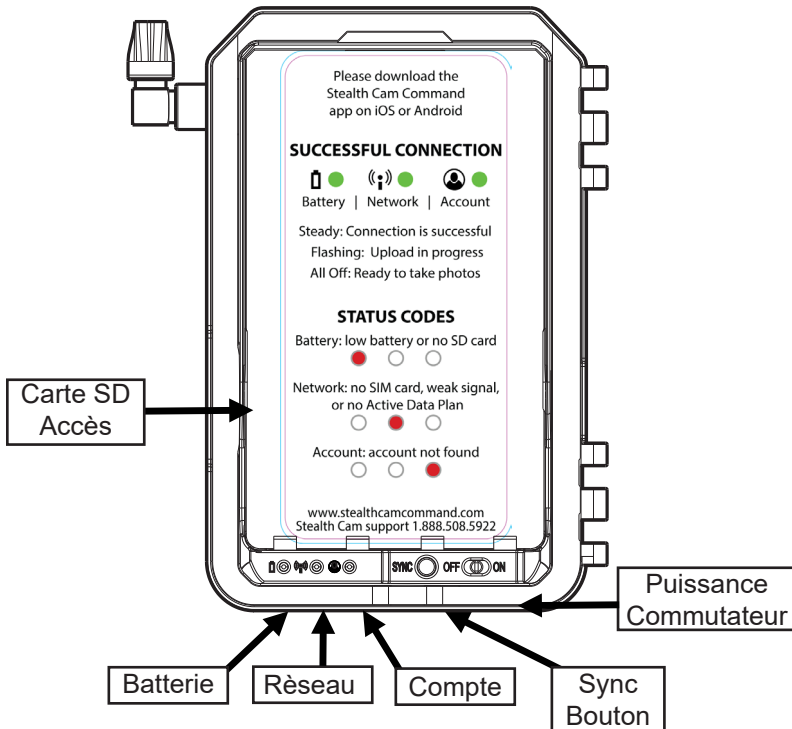 Please download the
Stealth Cam Command
app on iOS or Android
SUCCESSFUL CONNECTION
Battery | Network | Account
Steady: Connection is successful
Flashing: Upload in progress
All Off: Ready to take photos
STATUS CODES
Battery: low battery or no SD card
Carte SD
Accès
Network: no SIM card, weak signal,
or no Active Data Plan
Account: account not found
www.stealthcamcommand.com
Stealth Cam support 1.888.508.5922
SYNC OFF ON
Puissance
Commutateur
Batterie
Rèseau
Compte
Sync
Bouton